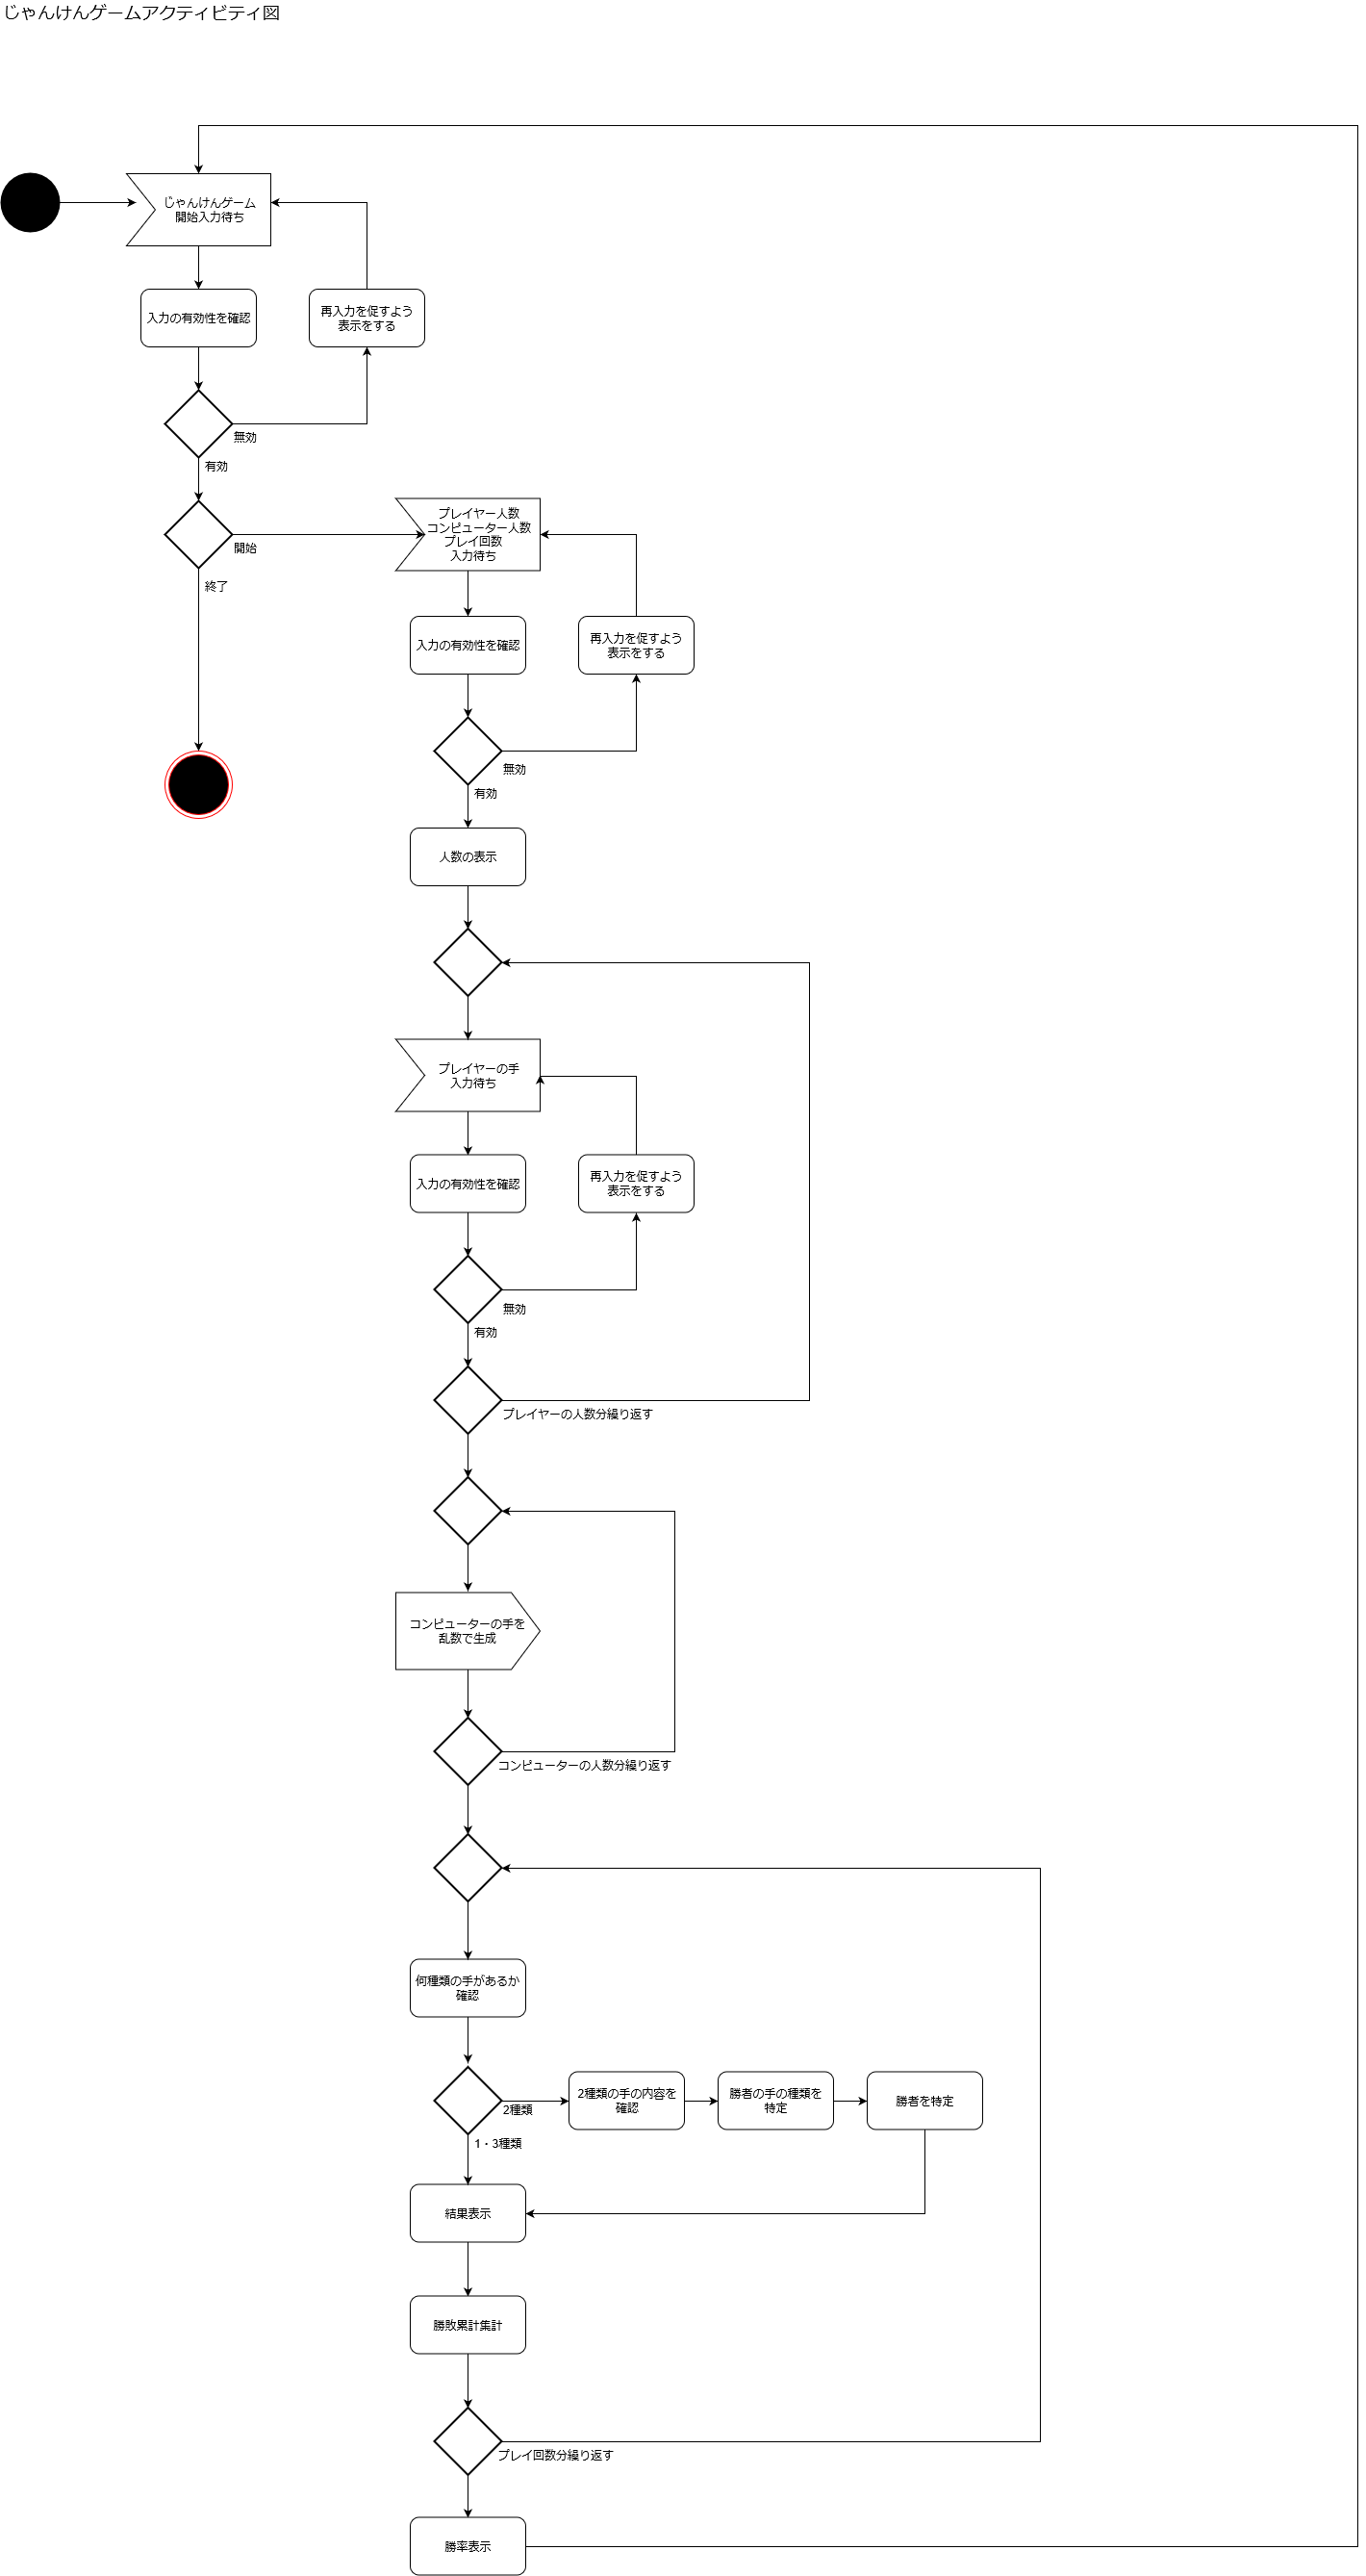 じゃんけんゲームアクティビティ図
じゃんけんゲーム
開始入力待ち
入力の有効性を確認
再入力を促すよう
表示をする
無効
有効
開始
終了
プレイヤー人数
コンピューター人数
プレイ回数
入力待ち
入力の有効性を確認
再入力を促すよう
表示をする
無効
有効
人数の表示
プレイヤーの手
入力待ち
入力の有効性を確認
再入力を促すよう
表示をする
無効
有効
プレイヤーの人数分繰り返す
コンピューターの手を
乱数で生成
コンピューターの人数分繰り返す
何種類の手があるか
確認
2種類
2種類の手の内容を
確認
勝者の手の種類を
特定
勝者を特定
1・3種類
結果表示
勝敗累計集計
プレイ回数分繰り返す
勝率表示